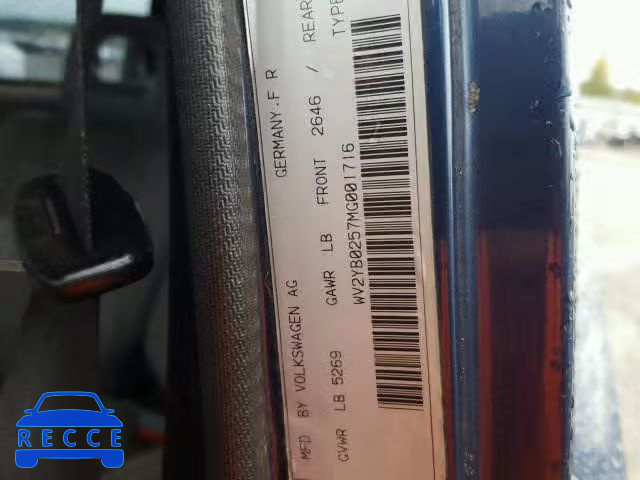 MFD BY VOLKSWAGEN AG GERMANY.F R
GVWR LB 5269 GAWR LB FRONT 2646 / REAR
WV2YB0257MG001716 TYPE
RECCE